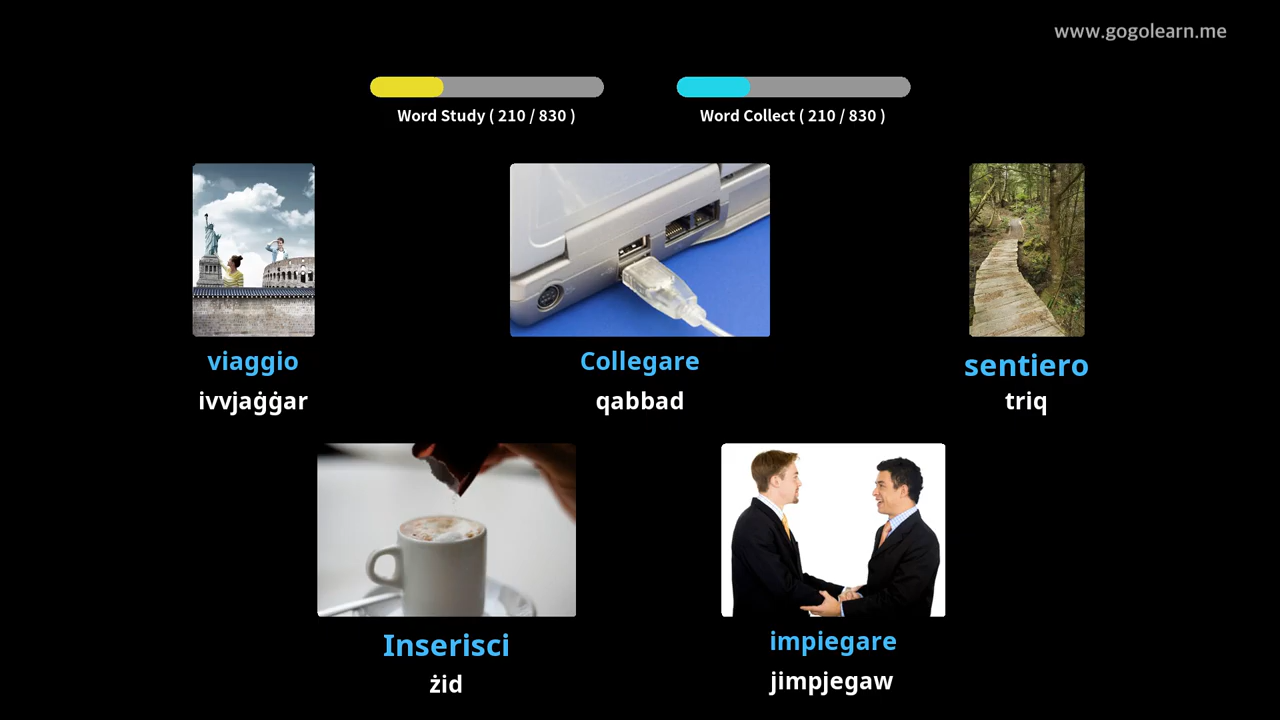 www.gogolearn.me
Word Study ( 210 / 830 )
Word Collect ( 210 / 830 )
viaggio
ivvjaġġar
Collegare
qabbad
sentiero
triq
Inserisci
żid
impiegare
jimpjegaw